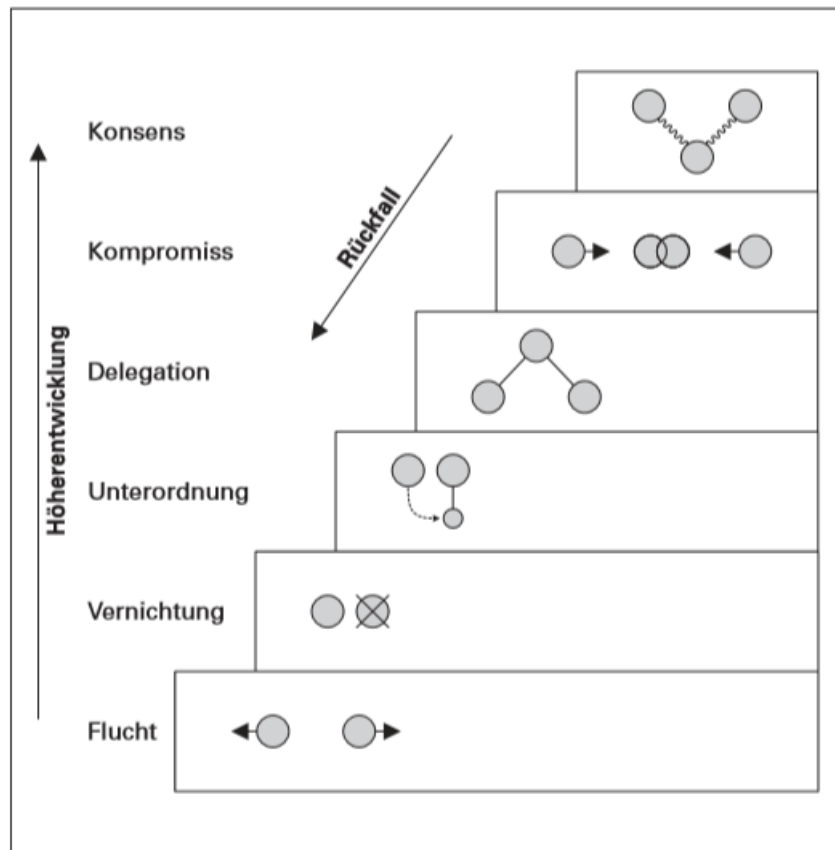 Konsens
Rückfall
Kompromiss
Höherentwicklung
Delegation
Unterordnung
Vernichtung
Flucht